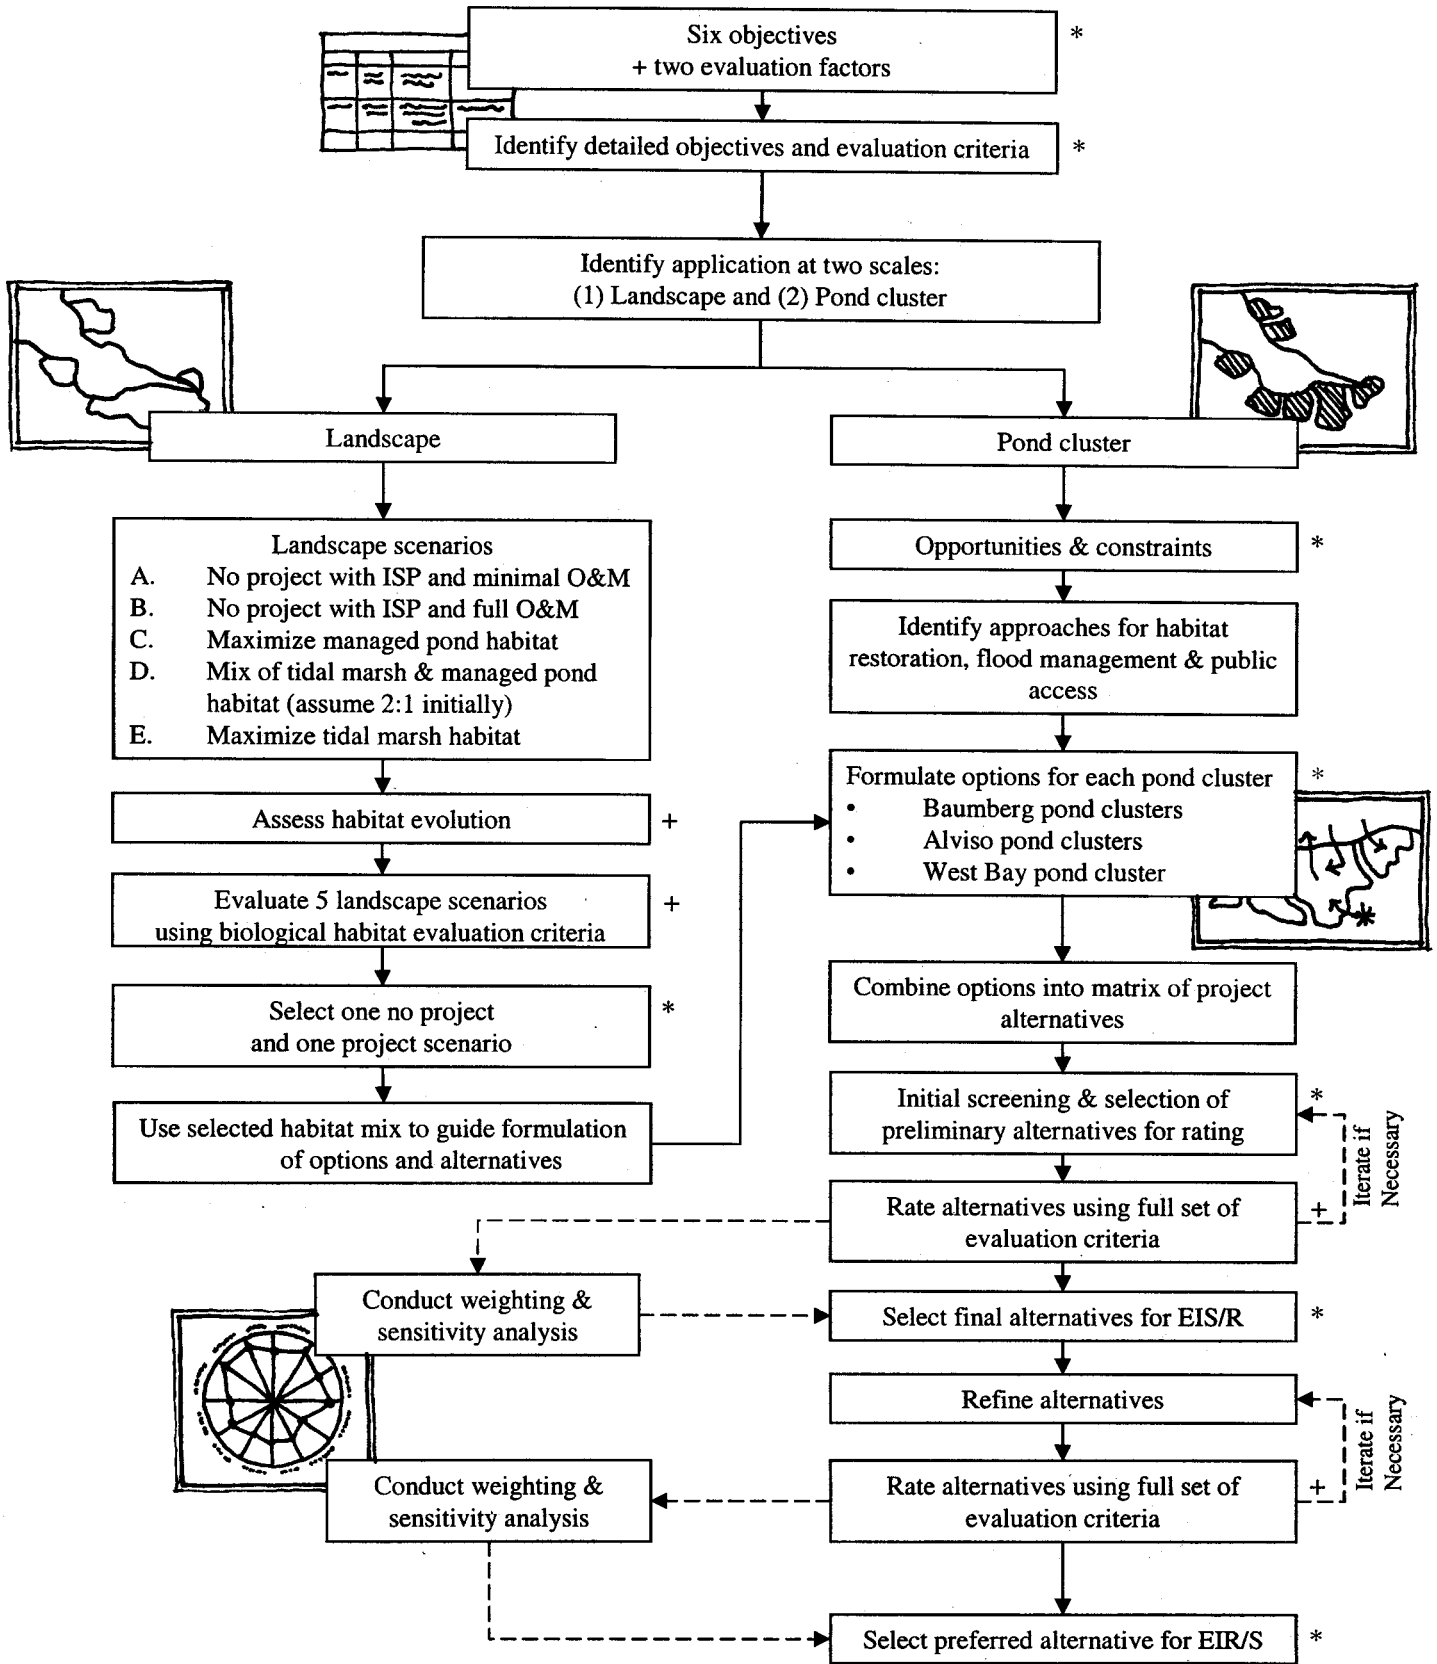 Six objectives
+ two evaluation factors
*
Identify detailed objectives and evaluation criteria
*
Identify application at two scales:
(1) Landscape and (2) Pond cluster
Landscape
Landscape scenarios
A. No project with ISP and minimal O&M
B. No project with ISP and full O&M
C. Maximize managed pond habitat
D. Mix of tidal marsh & managed pond
habitat (assume 2:1 initially)
E. Maximize tidal marsh habitat
Assess habitat evolution
+
Evaluate 5 landscape scenarios
using biological habitat evaluation criteria
+
Select one no project
and one project scenario
*
Use selected habitat mix to guide formulation
of options and alternatives
Pond cluster
Opportunities & constraints
*
Identify approaches for habitat
restoration, flood management & public
access
Formulate options for each pond cluster
*
• Baumberg pond clusters
• Alviso pond clusters
• West Bay pond cluster
Combine options into matrix of project
alternatives
Initial screening & selection of
preliminary alternatives for rating
*
Iterate if
Necessary
Rate alternatives using full set of
evaluation criteria
+
Conduct weighting &
sensitivity analysis
Select final alternatives for EIS/R
*
Refine alternatives
Iterate if
Necessary
Rate alternatives using full set of
evaluation criteria
+
Conduct weighting &
sensitivity analysis
Select preferred alternative for EIR/S
*